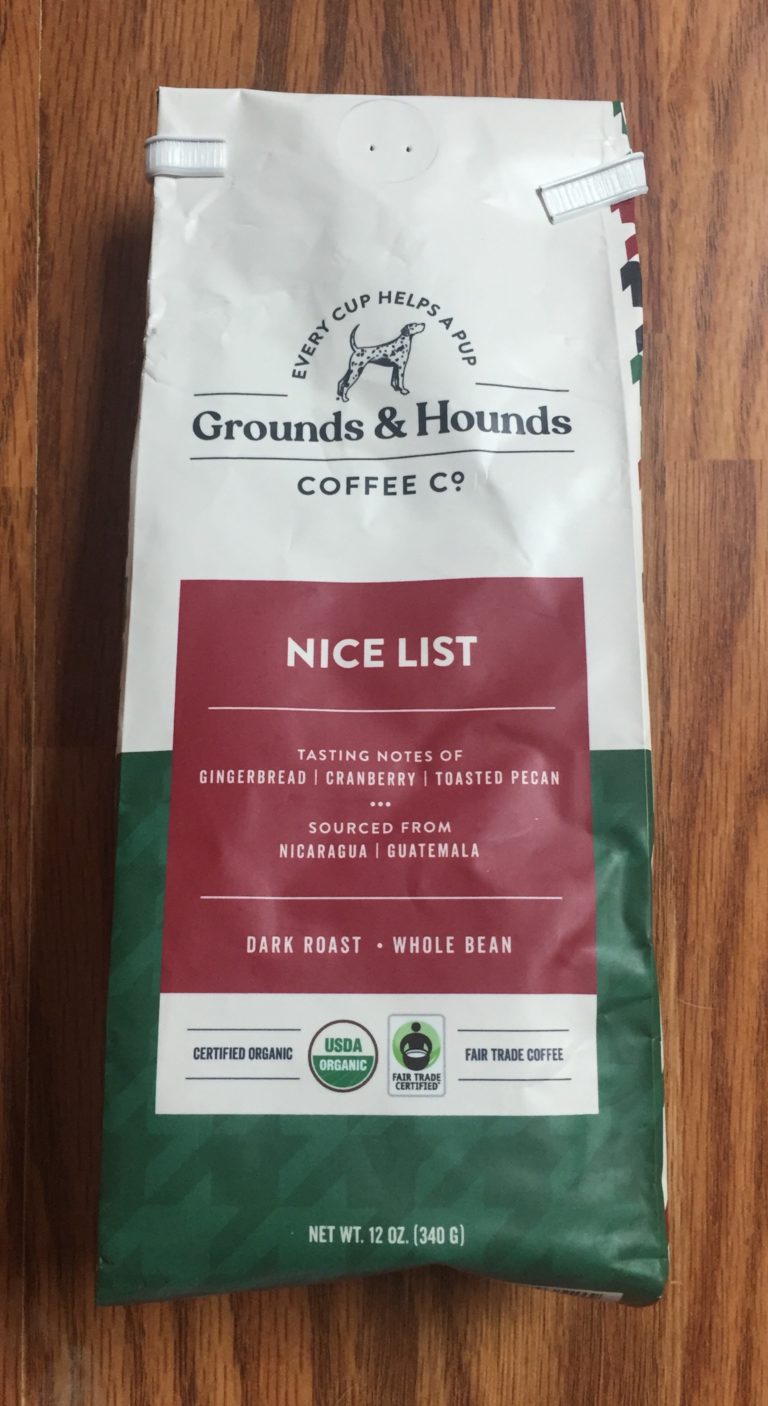 EVERY CUP HELPS A PUP
Grounds & Hounds
COFFEE Cº
NICE LIST
TASTING NOTES OF
GINGERBREAD | CRANBERRY | TOASTED PECAN
•••
SOURCED FROM
NICARAGUA | GUATEMALA
DARK ROAST • WHOLE BEAN
CERTIFIED ORGANIC
USDA
ORGANIC
FAIR TRADE
CERTIFIED
FAIR TRADE COFFEE
NET WT. 12 OZ. (340 G)